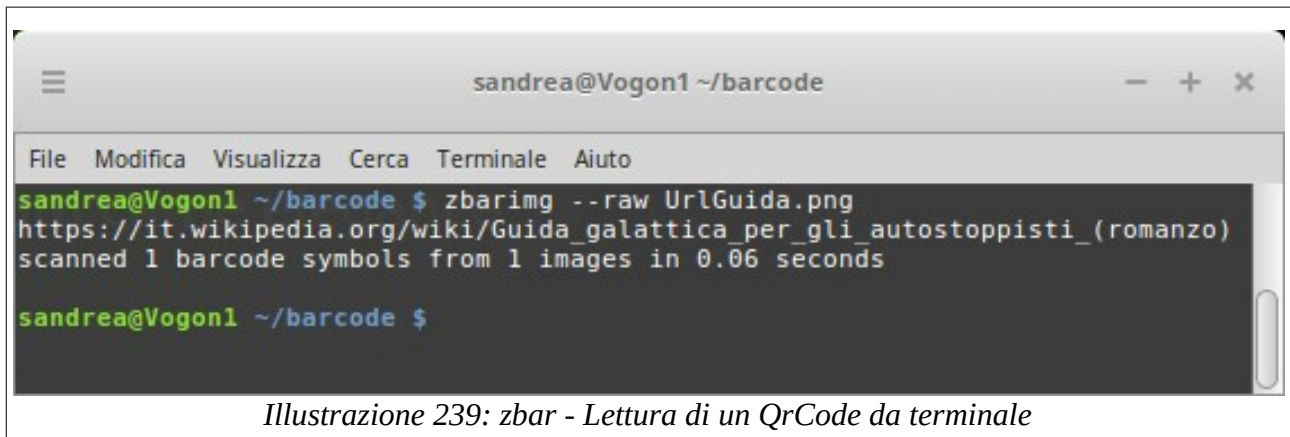 sandrea@Vogon1 ~/barcode
File Modifica Visualizza Cerca Terminale Aiuto
sandrea@Vogon1 ~/barcode $ zbarimg --raw UrlGuida.png
https://it.wikipedia.org/wiki/Guida_galattica_per_gli_autostoppisti_(romanzo)
scanned 1 barcode symbols from 1 images in 0.06 seconds
sandrea@Vogon1 ~/barcode $
Illustrazione 239: zbar - Lettura di un QrCode da terminale